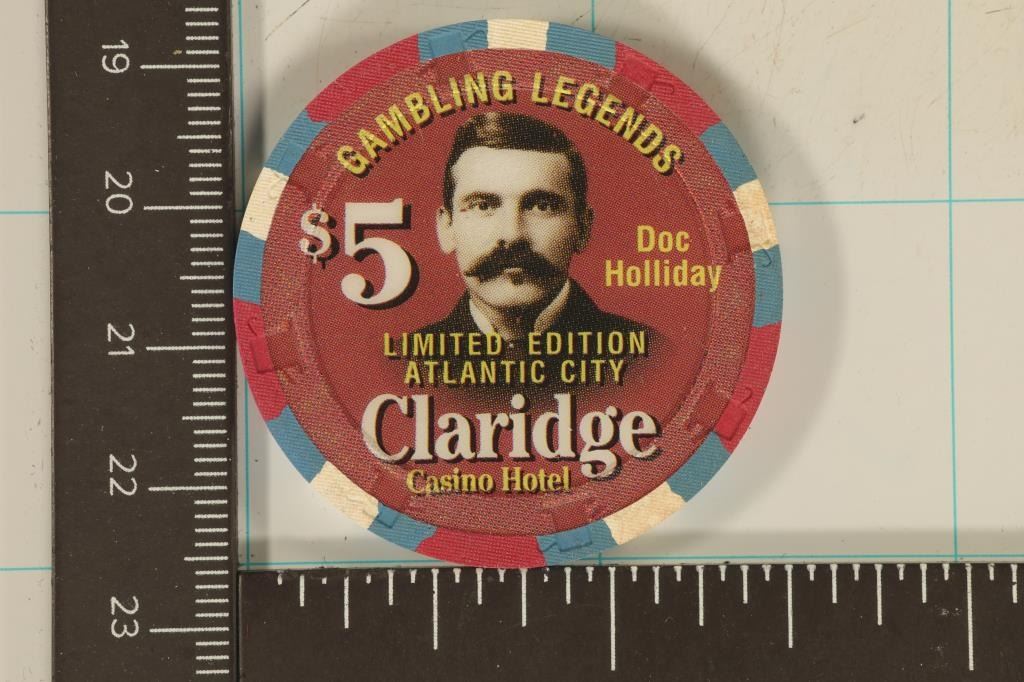 19
20
21
22
23
GAMBLING LEGENDS
$5
Doc
Holliday
LIMITED EDITION
ATLANTIC CITY
Claridge
Casino Hotel